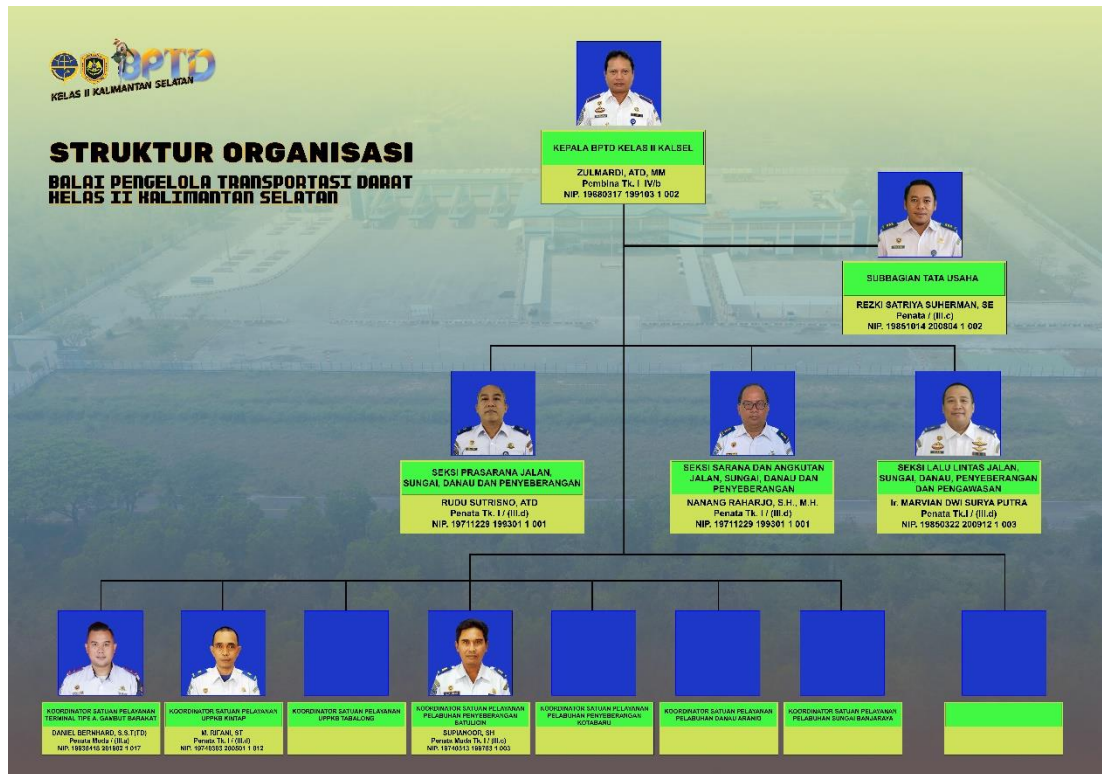 BPTD
KELAS II KALIMANTAN SELATAN
STRUKTUR ORGANISASI
BALAI PENGELOLA TRANSPORTASI DARAT
KELAS II KALIMANTAN SELATAN
KEPALA BPTD KELAS II KALSEL
ZULMARDI, ATD, MM
Pembina Tk. I IV/b
NIP. 19680317 199103 1 002
SUBBAGIAN TATA USAHA
REZKI SATRIYA SUHERMAN, SE
Penata / (III.c)
NIP. 19851014 200804 1 002
SEKSI PRASARANA JALAN,
SUNGAI, DANAU DAN PENYEBERANGAN
RUDU SUTRISNO, ATD
Penata Tk. I / (III.d)
NIP. 19711229 199301 1 001
SEKSI SARANA DAN ANGKUTAN
JALAN, SUNGAI, DANAU DAN
PENYEBERANGAN
NANANG RAHARJO, S.H., M.H.
Penata Tk. I / (III.d)
NIP. 19711229 199301 1 001
SEKSI LALU LINTAS JALAN,
SUNGAI, DANAU, PENYEBERANGAN
DAN PENGAWASAN
Ir. MARVIAN DWI SURYA PUTRA
Penata Tk.I / (III.d)
NIP. 19850322 200912 1 003
KOORDINATOR SATUAN PELAYANAN
TERMINAL TIPE A. GAMBUT BARAKAT
DANIEL BERNHARD, S.S.T(TD)
Penata Muda / (III.a)
NIP.
KOORDINATOR SATUAN PELAYANAN
UPPKB KINTAP
M. RIFANI, ST
Penata Tk. I / (III.d)
NIP.
KOORDINATOR SATUAN PELAYANAN
UPPKB TABALONG
KOORDINATOR SATUAN PELAYANAN
PELABUHAN PENYEBERANGAN
BATULICIN
SUPIANOOR, SH
Penata Muda Tk. I /
NIP.
KOORDINATOR SATUAN PELAYANAN
PELABUHAN PENYEBERANGAN
KOTABARU
KOORDINATOR SATUAN PELAYANAN
PELABUHAN DANAU ARANIO
KOORDINATOR SATUAN PELAYANAN
PELABUHAN SUNGAI BANJARAYA